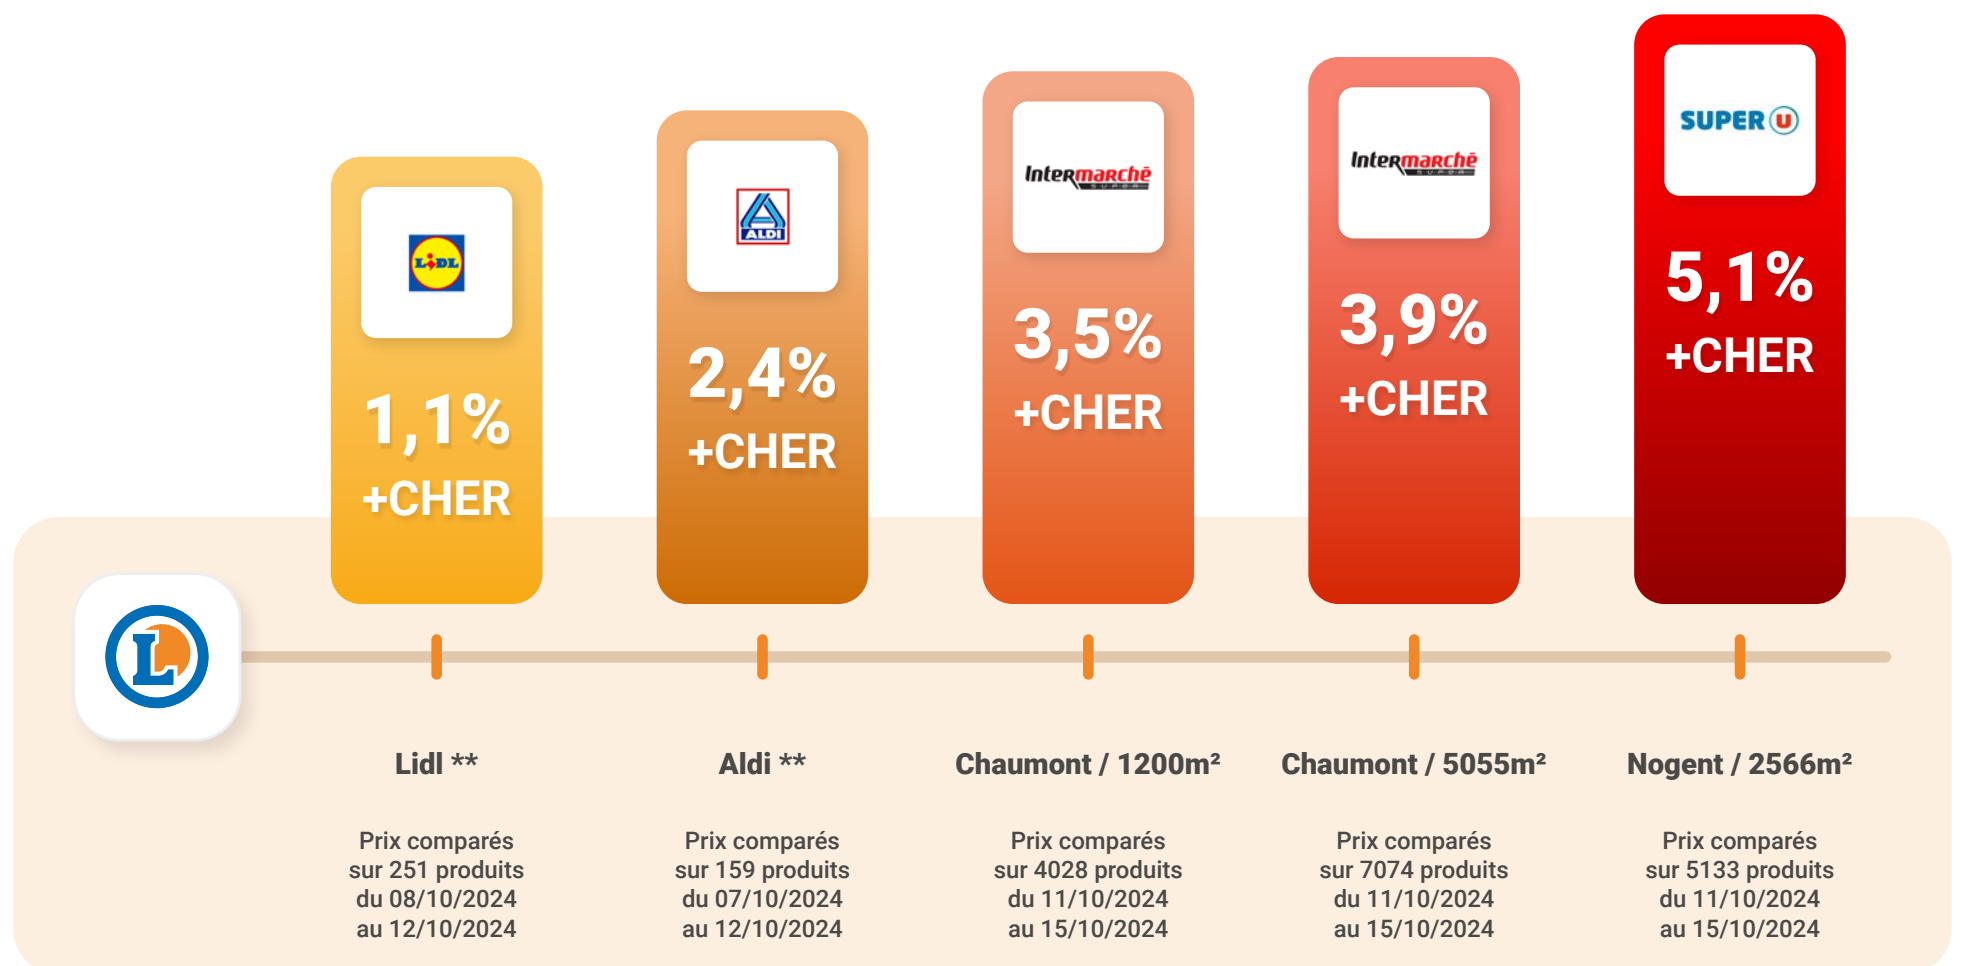 LIDL
1,1%
+CHER
ALDI
2,4%
+CHER
Intermarché
SUPER
3,5%
+CHER
Intermarché
SUPER
3,9%
+CHER
SUPER U
5,1%
+CHER
L
Lidl **
Prix comparés
sur 251 produits
du 08/10/2024
au 12/10/2024
Aldi **
Prix comparés
sur 159 produits
du 07/10/2024
au 12/10/2024
Chaumont / 1200m²
Prix comparés
sur 4028 produits
du 11/10/2024
au 15/10/2024
Chaumont / 5055m²
Prix comparés
sur 7074 produits
du 11/10/2024
au 15/10/2024
Nogent / 2566m²
Prix comparés
sur 5133 produits
du 11/10/2024
au 15/10/2024